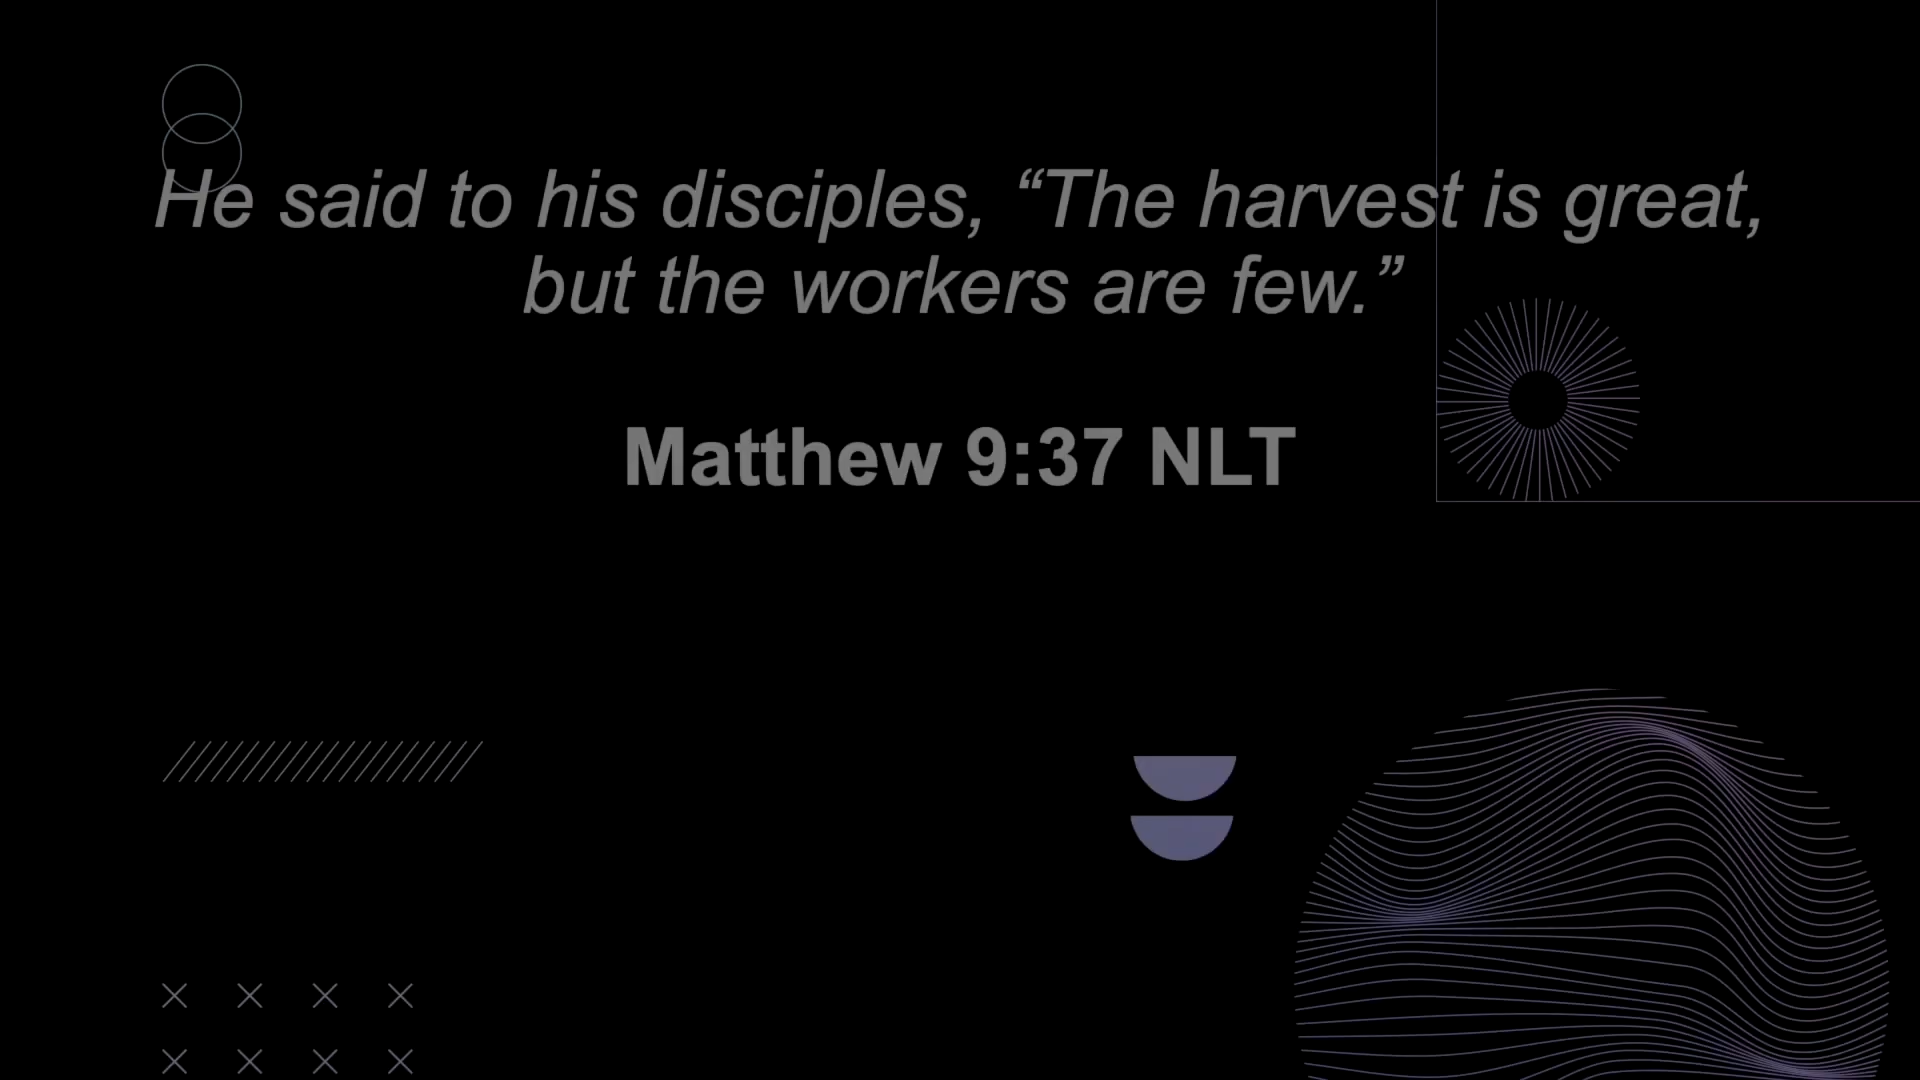 He said to his disciples, “The harvest is great,
but the workers are few.”
Matthew 9:37 NLT